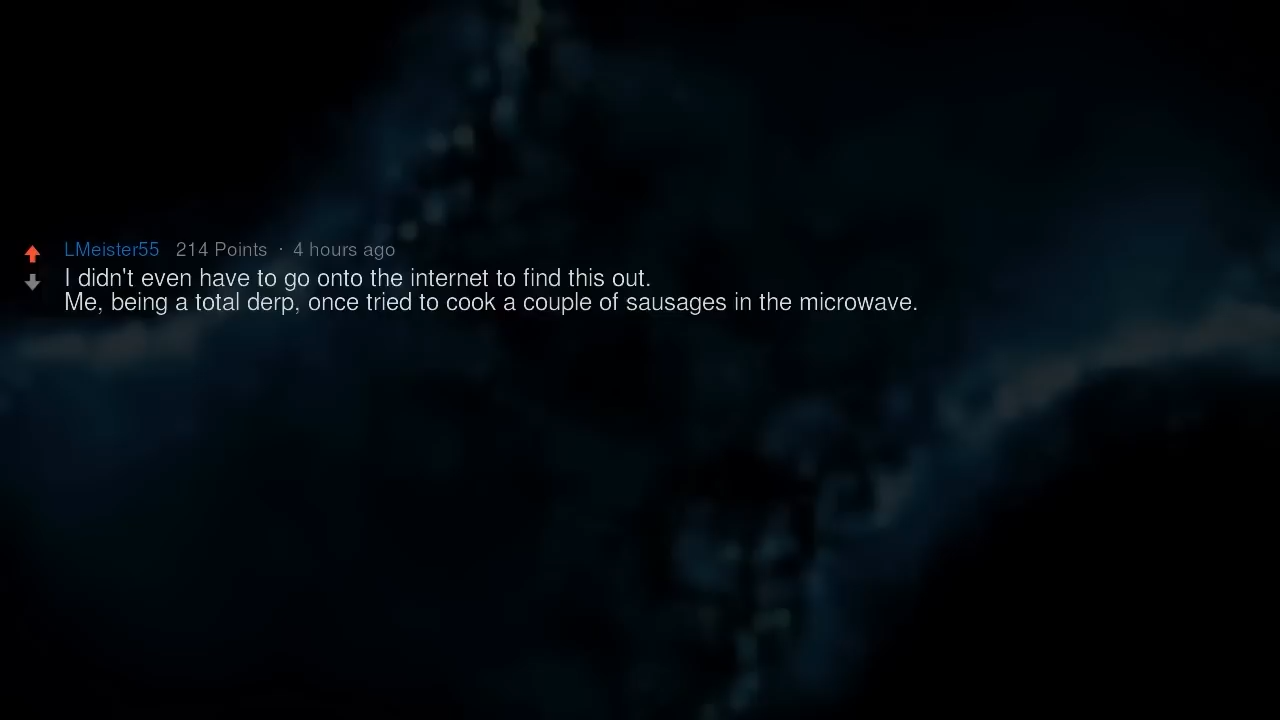 LMeister55 214 Points · 4 hours ago
I didn't even have to go onto the internet to find this out.
Me, being a total derp, once tried to cook a couple of sausages in the microwave.